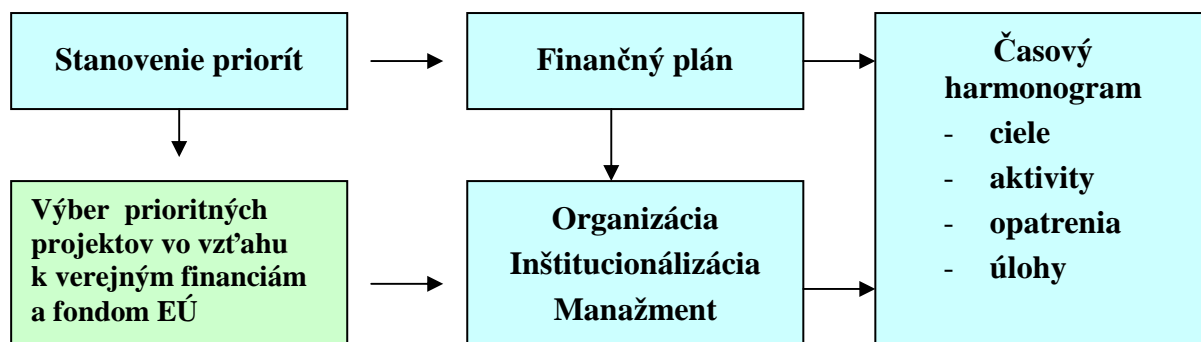 Stanovenie priorít
Finančný plán
Časový
harmonogram
- ciele
- aktivity
- opatrenia
- úlohy
Výber prioritných
projektov vo vzťahu
k verejným financiám
a fondom EÚ
Organizácia
Inštitucionálizácia
Manažment